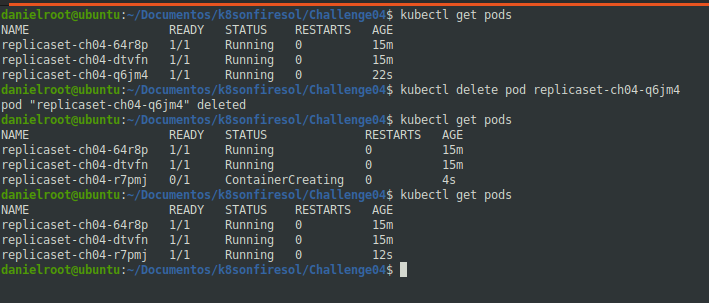 danielroot@ubuntu:~/Documentos/k8sonfiresol/Challenge04$ kubectl get pods
NAME                    READY   STATUS    RESTARTS   AGE
replicaset-ch04-64r8p   1/1     Running   0          15m
replicaset-ch04-dtvfn   1/1     Running   0          15m
replicaset-ch04-q6jm4   1/1     Running   0          22s
danielroot@ubuntu:~/Documentos/k8sonfiresol/Challenge04$ kubectl delete pod replicaset-ch04-q6jm4
pod "replicaset-ch04-q6jm4" deleted
danielroot@ubuntu:~/Documentos/k8sonfiresol/Challenge04$ kubectl get pods
NAME                    READY   STATUS              RESTARTS   AGE
replicaset-ch04-64r8p   1/1     Running             0          15m
replicaset-ch04-dtvfn   1/1     Running             0          15m
replicaset-ch04-r7pmj   0/1     ContainerCreating   0          4s
danielroot@ubuntu:~/Documentos/k8sonfiresol/Challenge04$ kubectl get pods
NAME                    READY   STATUS    RESTARTS   AGE
replicaset-ch04-64r8p   1/1     Running   0          15m
replicaset-ch04-dtvfn   1/1     Running   0          15m
replicaset-ch04-r7pmj   1/1     Running   0          12s
danielroot@ubuntu:~/Documentos/k8sonfiresol/Challenge04$